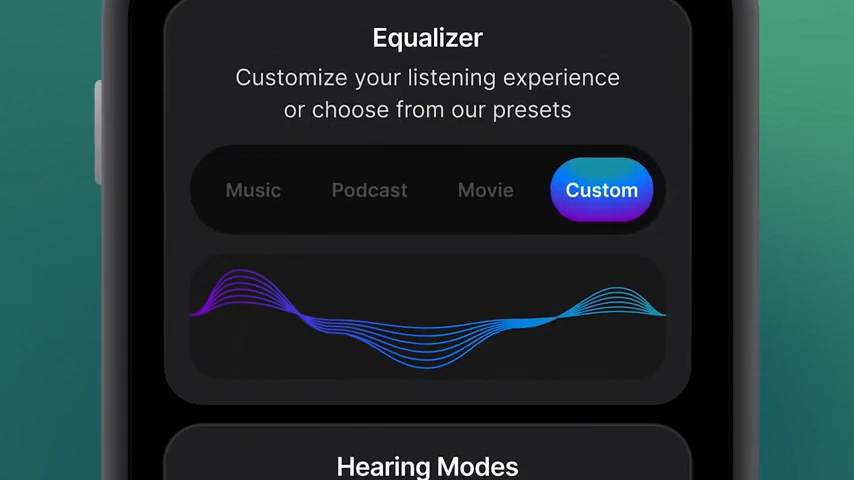 Equalizer
Customize your listening experience
or choose from our presets
Music Podcast Movie Custom
Hearing Modes